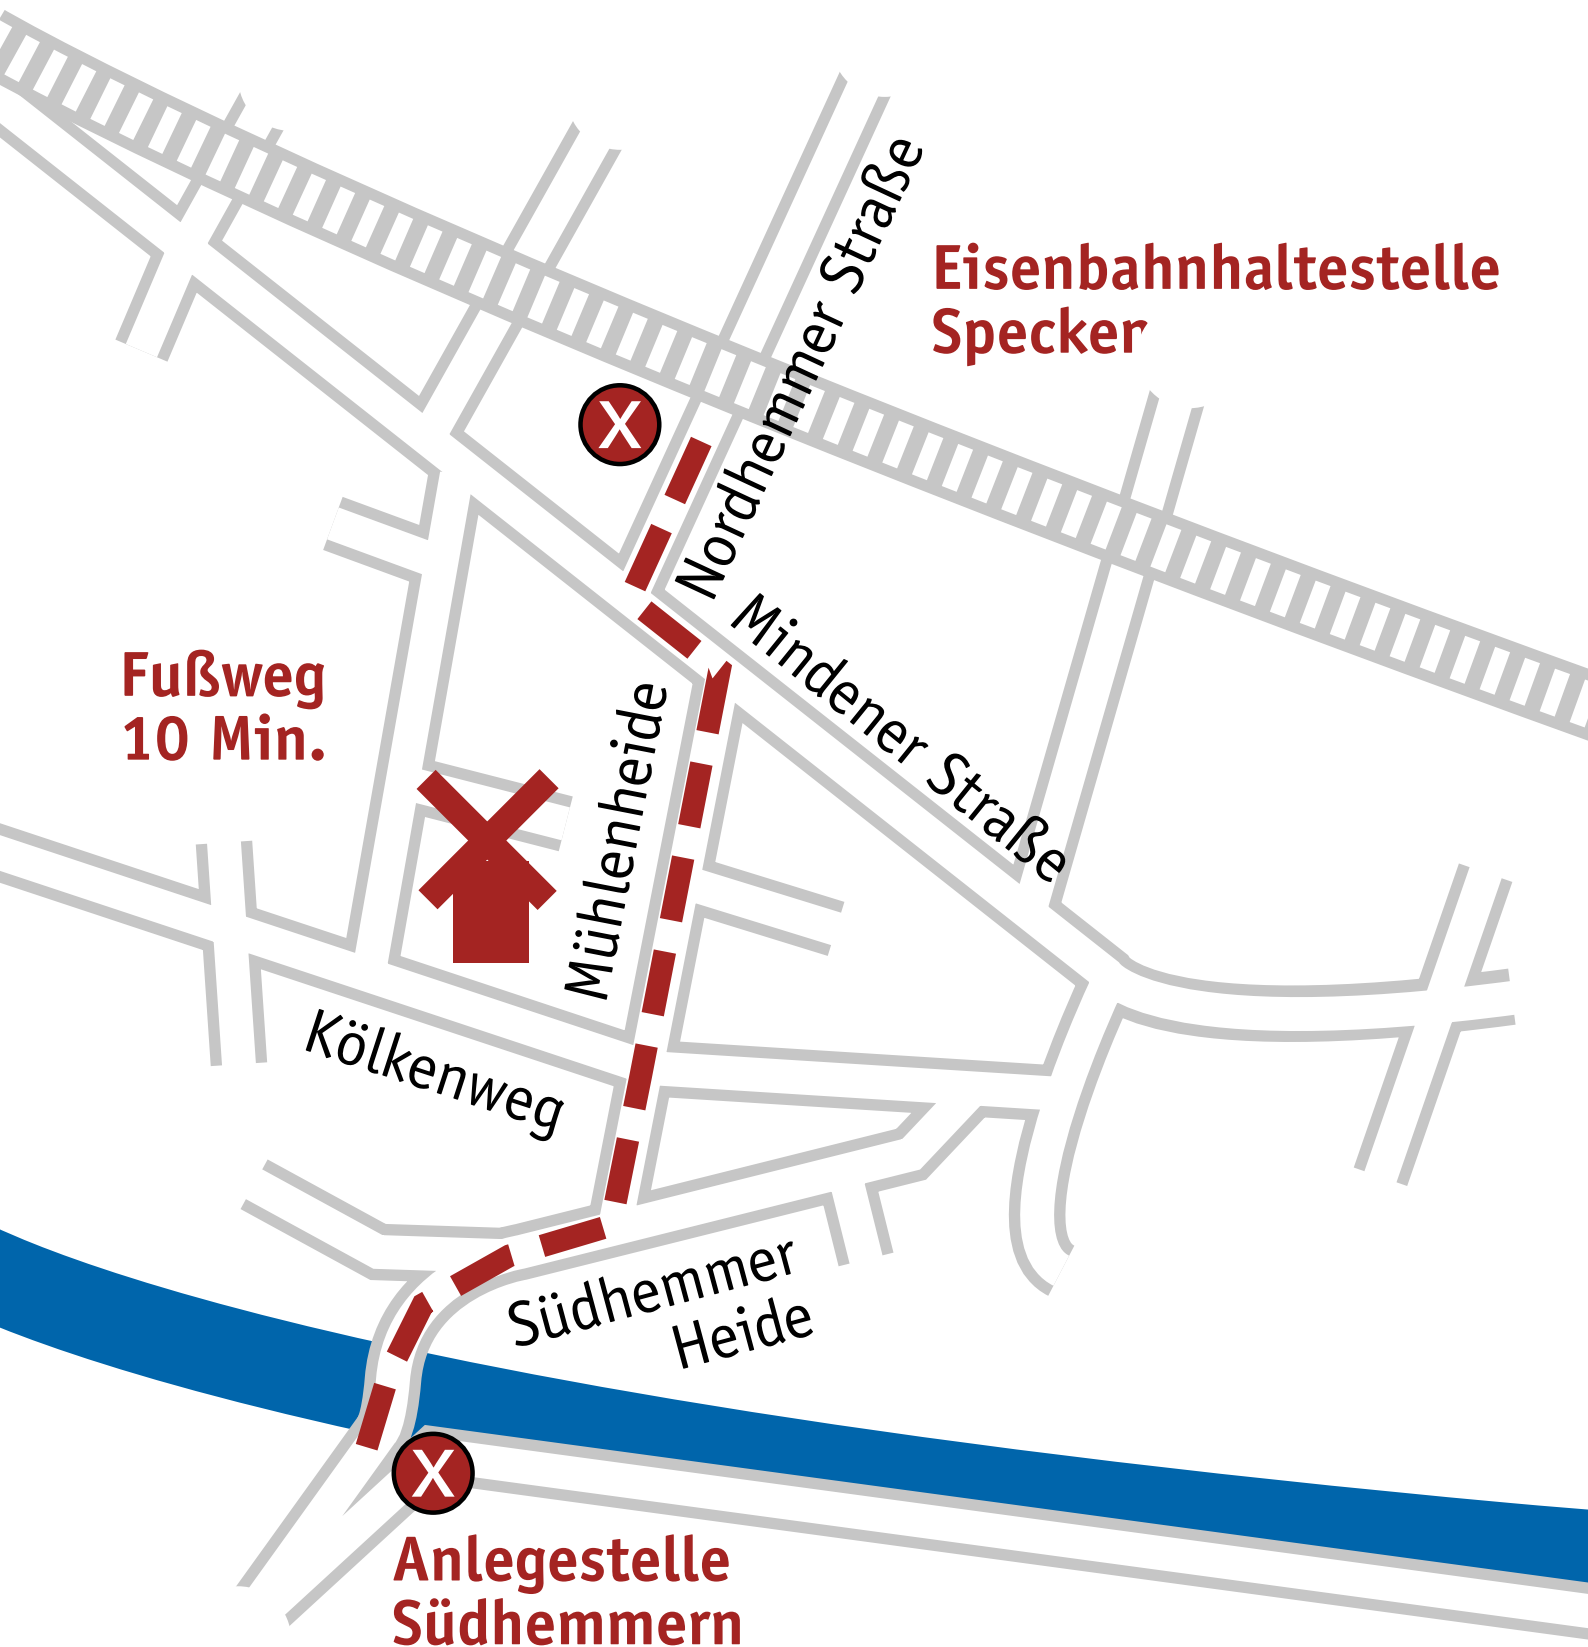 Nordhemmer Straße
Eisenbahnhaltestelle
Specker
X
Mindener Straße
Fußweg
10 Min.
Mühlenheide
Kölkenweg
Südhemmer
Heide
X
Anlegestelle
Südhemmern